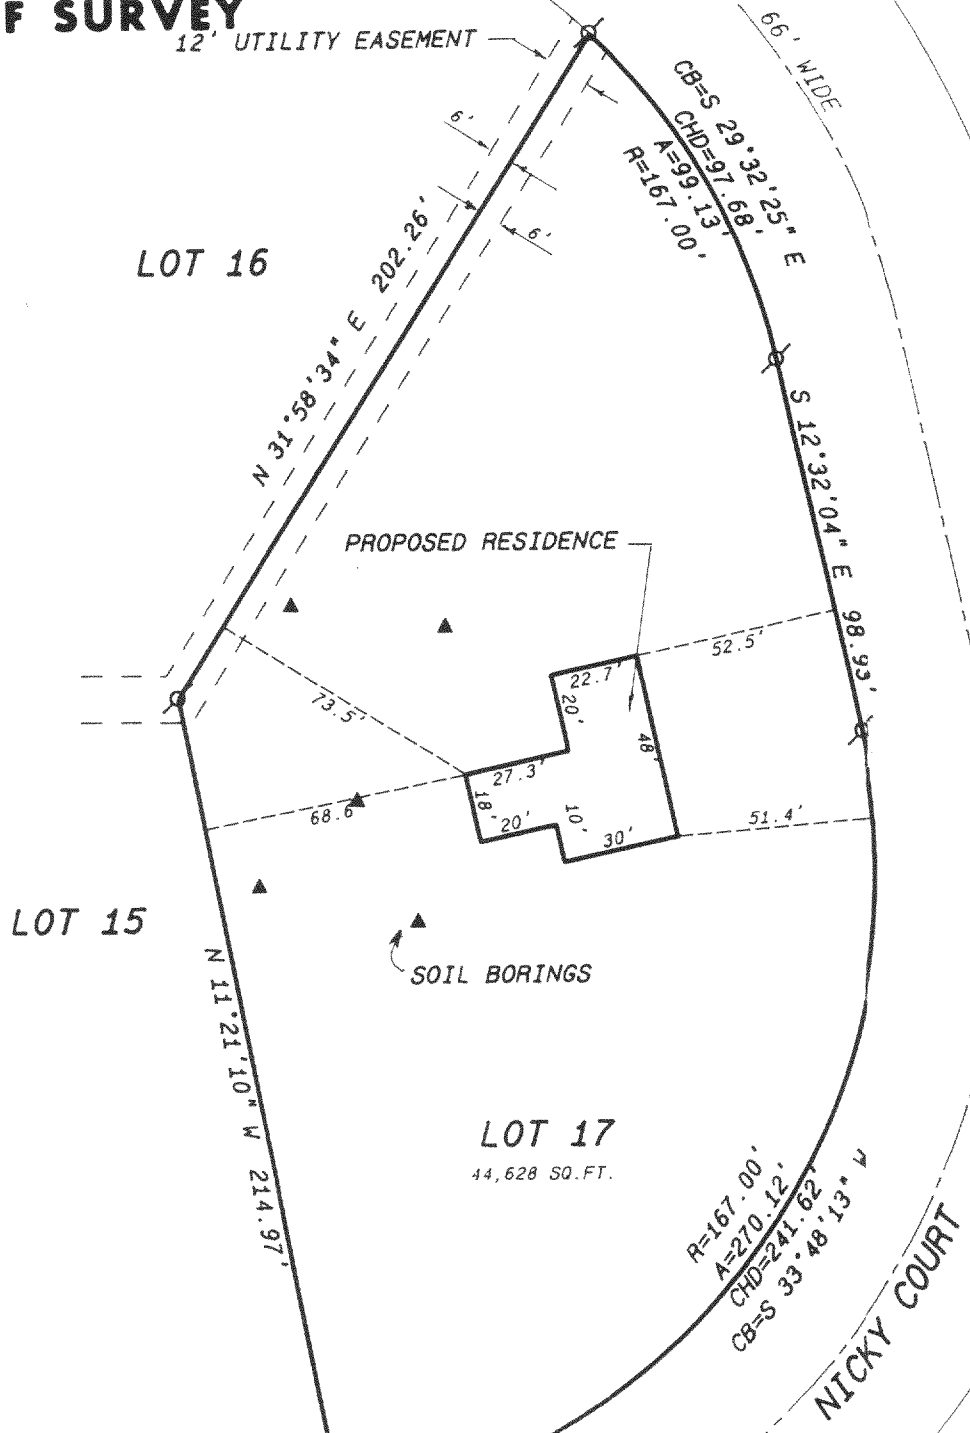 F SURVEY
12' UTILITY EASEMENT
66' WIDE
CB=S 29°32'25" E
CHD=97.68'
A=99.13'
R=167.00'
6'
6'
LOT 16
N 31°58'34" E 202.26'
S 12°32'04" E 98.93'
PROPOSED RESIDENCE
52.5'
22.7'
20'
73.5'
48'
27.3'
68.6'
18'
20'
10'
30'
51.4'
LOT 15
SOIL BORINGS
N 11°21'10" W 214.97'
LOT 17
44,628 SQ.FT.
R=167.00'
A=270.12'
CHD=241.62'
CB=S 33°48'13" W
NICKY COURT